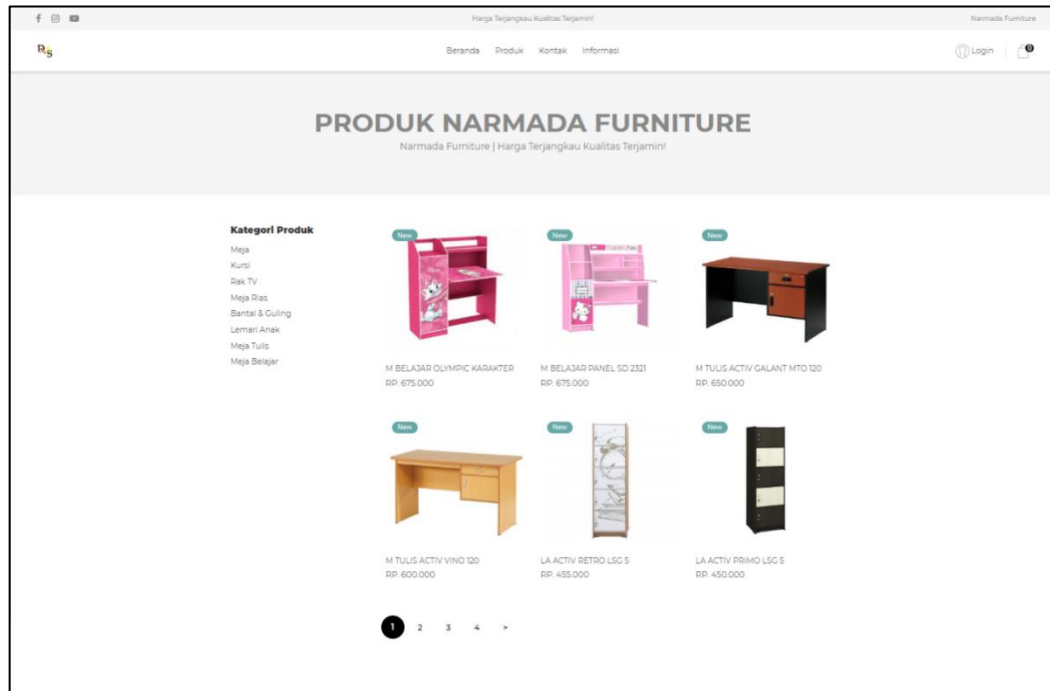 Harga Terjangkau Kualitas Terjamin!
Narmada Furniture
RS
Beranda Produk Kontak Informasi
Login
0
PRODUK NARMADA FURNITURE
Narmada Furniture | Harga Terjangkau Kualitas Terjamin!
Kategori Produk
Meja
Kursi
Rak TV
Meja Rias
Bantal & Guling
Lemari Anak
Meja Tulis
Meja Belajar
New
New
New
M BELAJAR OLYMPIC KARAKTER
RP. 675.000
M BELAJAR PANEL SD 2321
RP. 675.000
M TULIS ACTIV GALANT MTO 120
RP. 650.000
New
New
New
M TULIS ACTIV VINO 120
RP. 600.000
LA ACTIV RETRO LSG 5
RP. 455.000
LA ACTIV PRIMO LSG 5
RP. 450.000
1 2 3 4 >